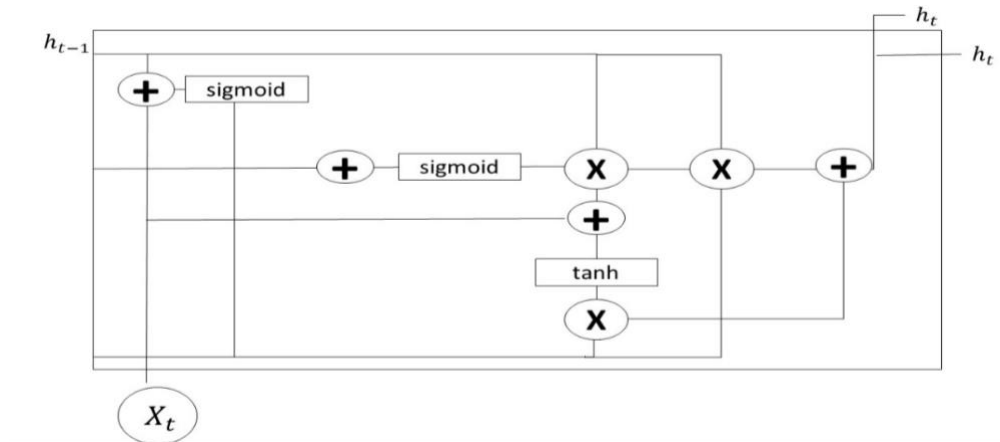 h_t
h_{t-1}
h_t
+ sigmoid
+ sigmoid X X +
+
tanh
X
X_t